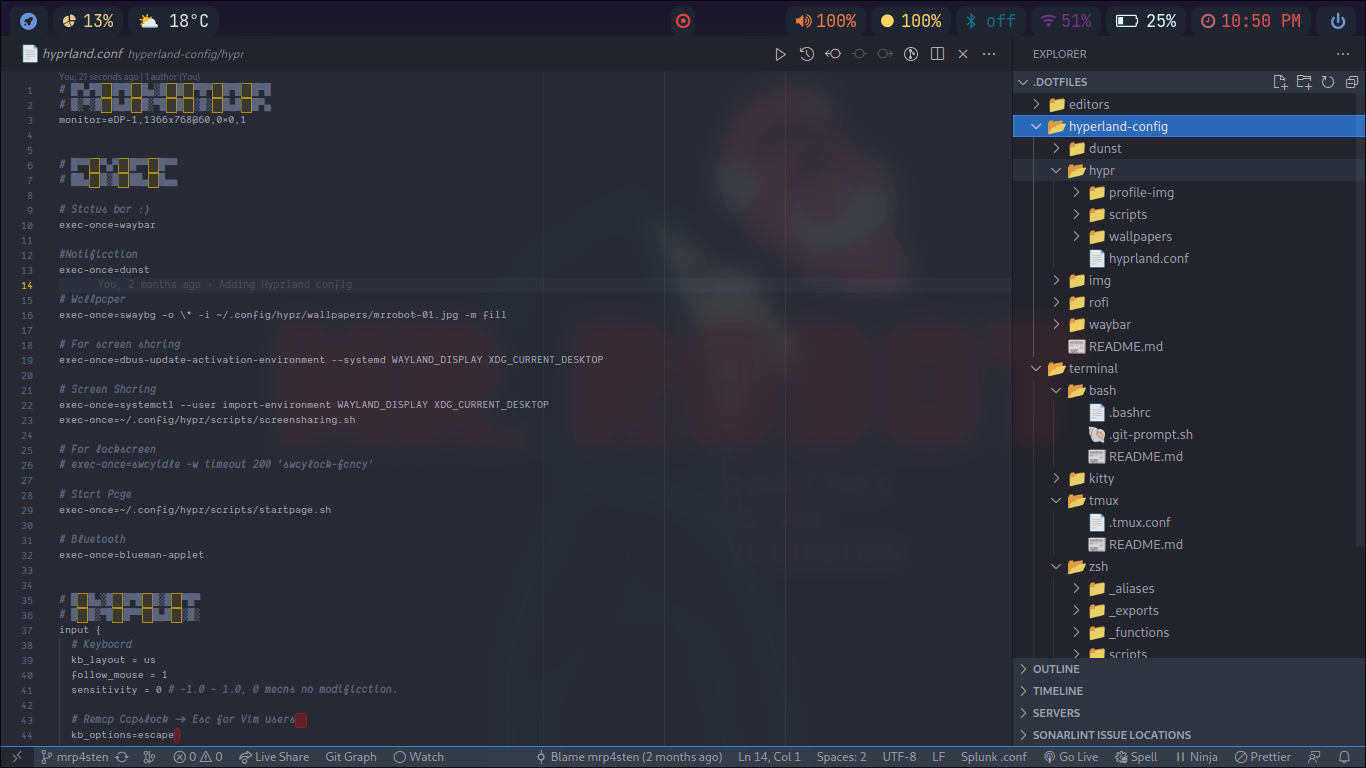 13%
18°C
100%
100%
off
51%
25%
10:50 PM
hyprland.conf hyperland-config/hypr
You, 21 seconds ago | 1 author (You)
1 #
2 #
3 monitor=eDP-1,1366x768@60,0x0,1
4
5
6 #
7 #
8
9 # Status bar :)
10 exec-once=waybar
11
12 #Notification
13 exec-once=dunst
14 You, 2 months ago • Adding Hyprland config
15 # Wallpaper
16 exec-once=swaybg -o \* -i ~/.config/hypr/wallpapers/mrrobot-01.jpg -m fill
17
18 # For screen sharing
19 exec-once=dbus-update-activation-environment --systemd WAYLAND_DISPLAY XDG_CURRENT_DESKTOP
20
21 # Screen Sharing
22 exec-once=systemctl --user import-environment WAYLAND_DISPLAY XDG_CURRENT_DESKTOP
23 exec-once=~/.config/hypr/scripts/screensharing.sh
24
25 # For lockscreen
26 # exec-once=swayidle -w timeout 200 'swaylock-fancy'
27
28 # Start Page
29 exec-once=~/.config/hypr/scripts/startpage.sh
30
31 # Bluetooth
32 exec-once=blueman-applet
33
34
35 #
36 #
37 input {
38 # Keyboard
39 kb_layout = us
40 follow_mouse = 1
41 sensitivity = 0 # -1.0 - 1.0, 0 means no modification.
42
43 # Remap Capslock -> Esc for Vim users
44 kb_options=escape
EXPLORER
.DOTFILES
editors
hyperland-config
dunst
hypr
profile-img
scripts
wallpapers
hyprland.conf
img
rofi
waybar
README.md
terminal
bash
.bashrc
.git-prompt.sh
README.md
kitty
tmux
.tmux.conf
README.md
zsh
_aliases
_exports
_functions
scripts
OUTLINE
TIMELINE
SERVERS
SONARLINT ISSUE LOCATIONS
mrp4sten 0 0 Live Share Git Graph Watch Blame mrp4sten (2 months ago) Ln 14, Col 1 Spaces: 2 UTF-8 LF Splunk .conf Go Live Spell Ninja Prettier